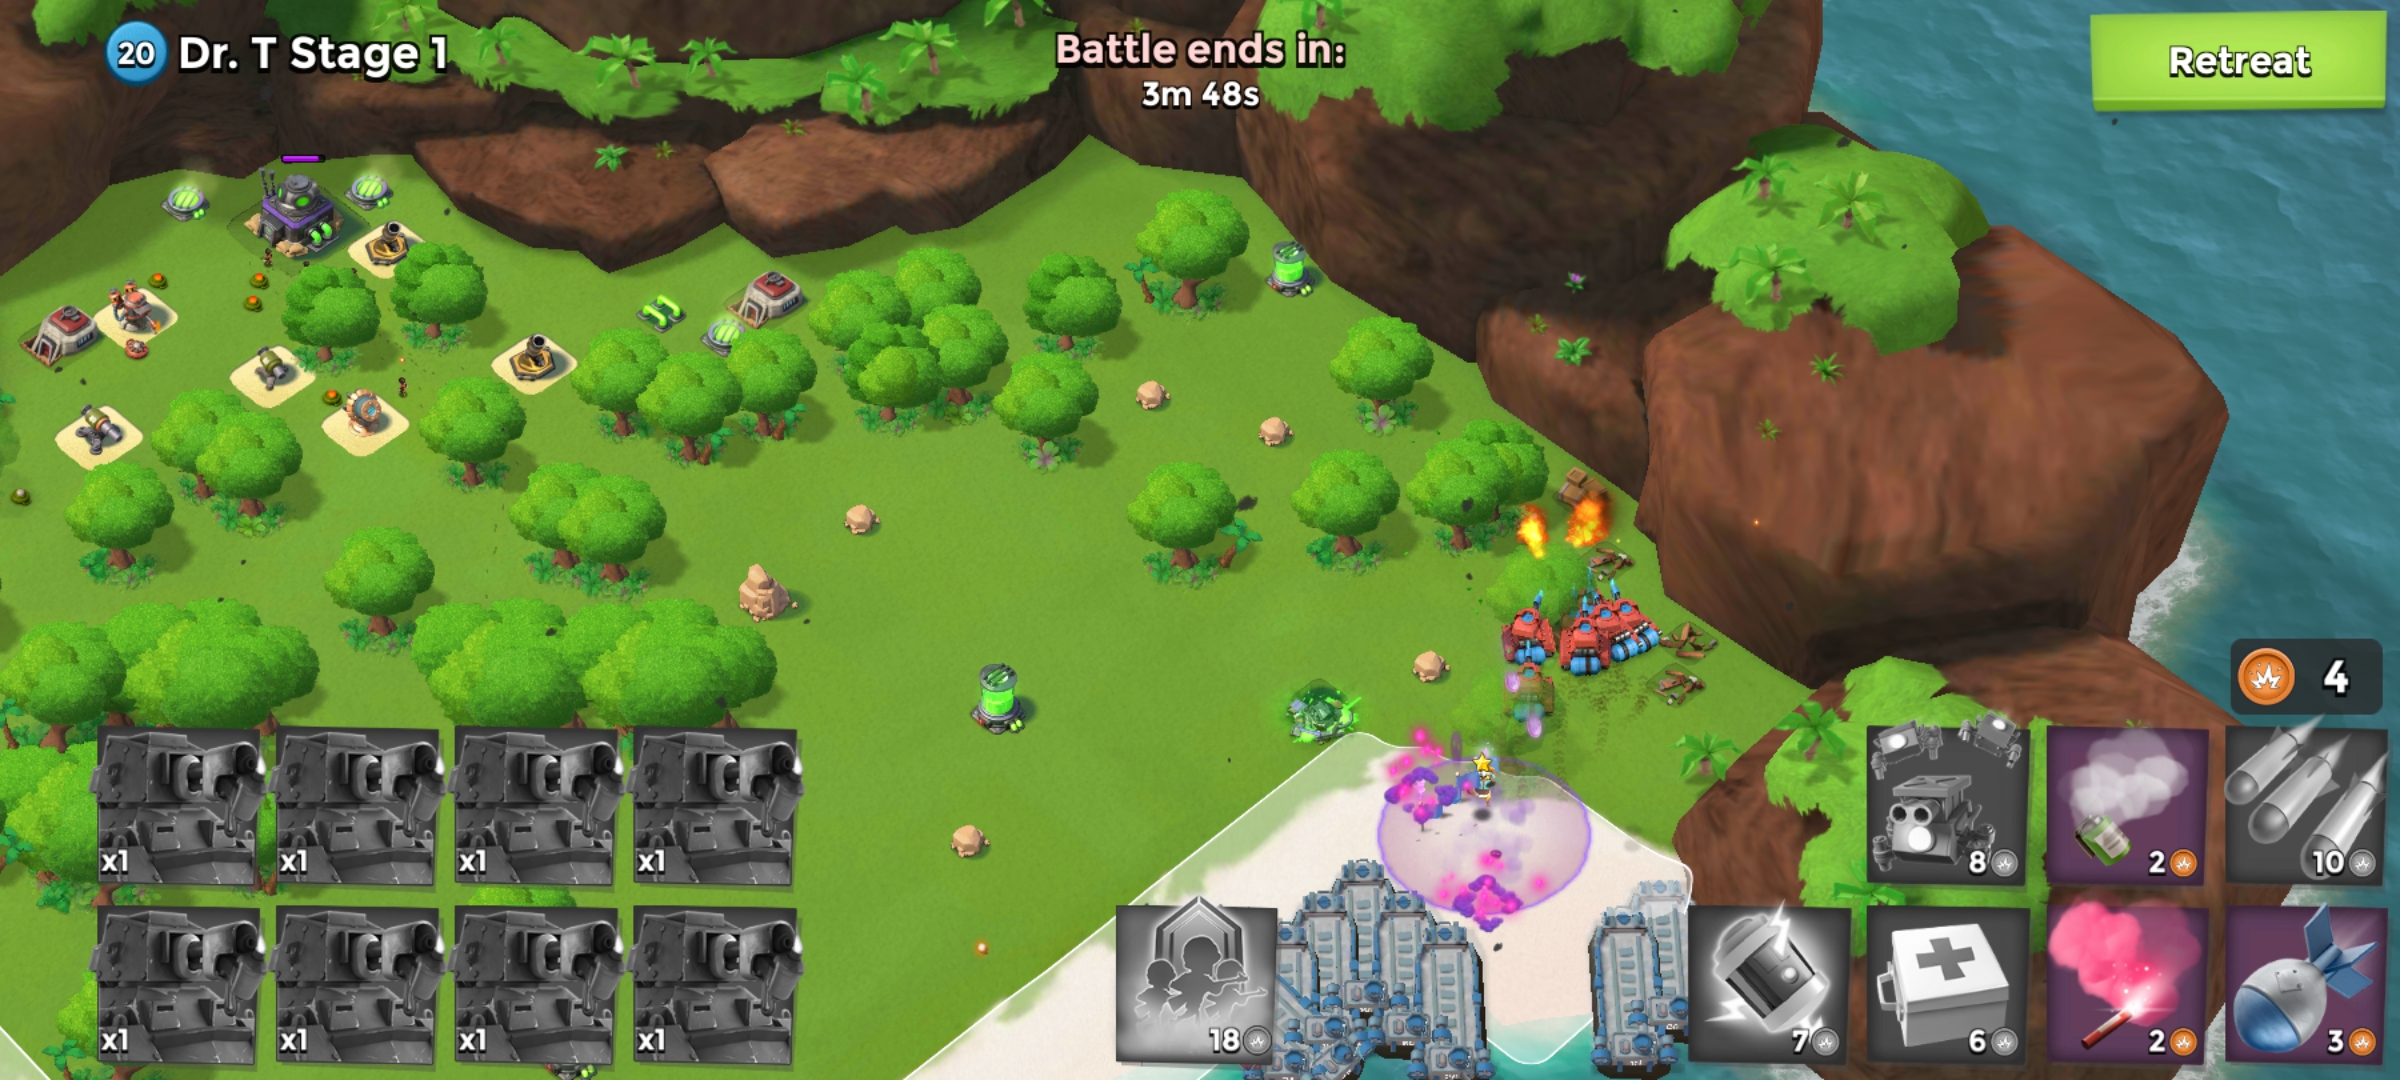 20 Dr. T Stage 1
Battle ends in:
3m 48s
Retreat
4
x1 x1 x1 x1
8 2 10
x1 x1 x1 x1
18 7 6 2 3